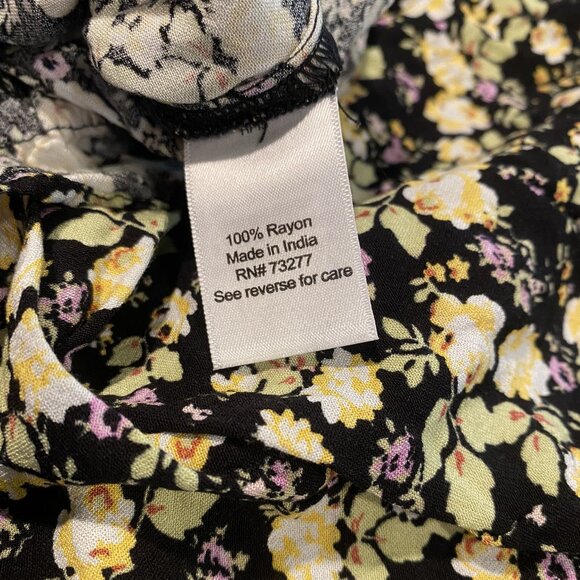 100% Rayon
Made in India
RN# 73277
See reverse for care